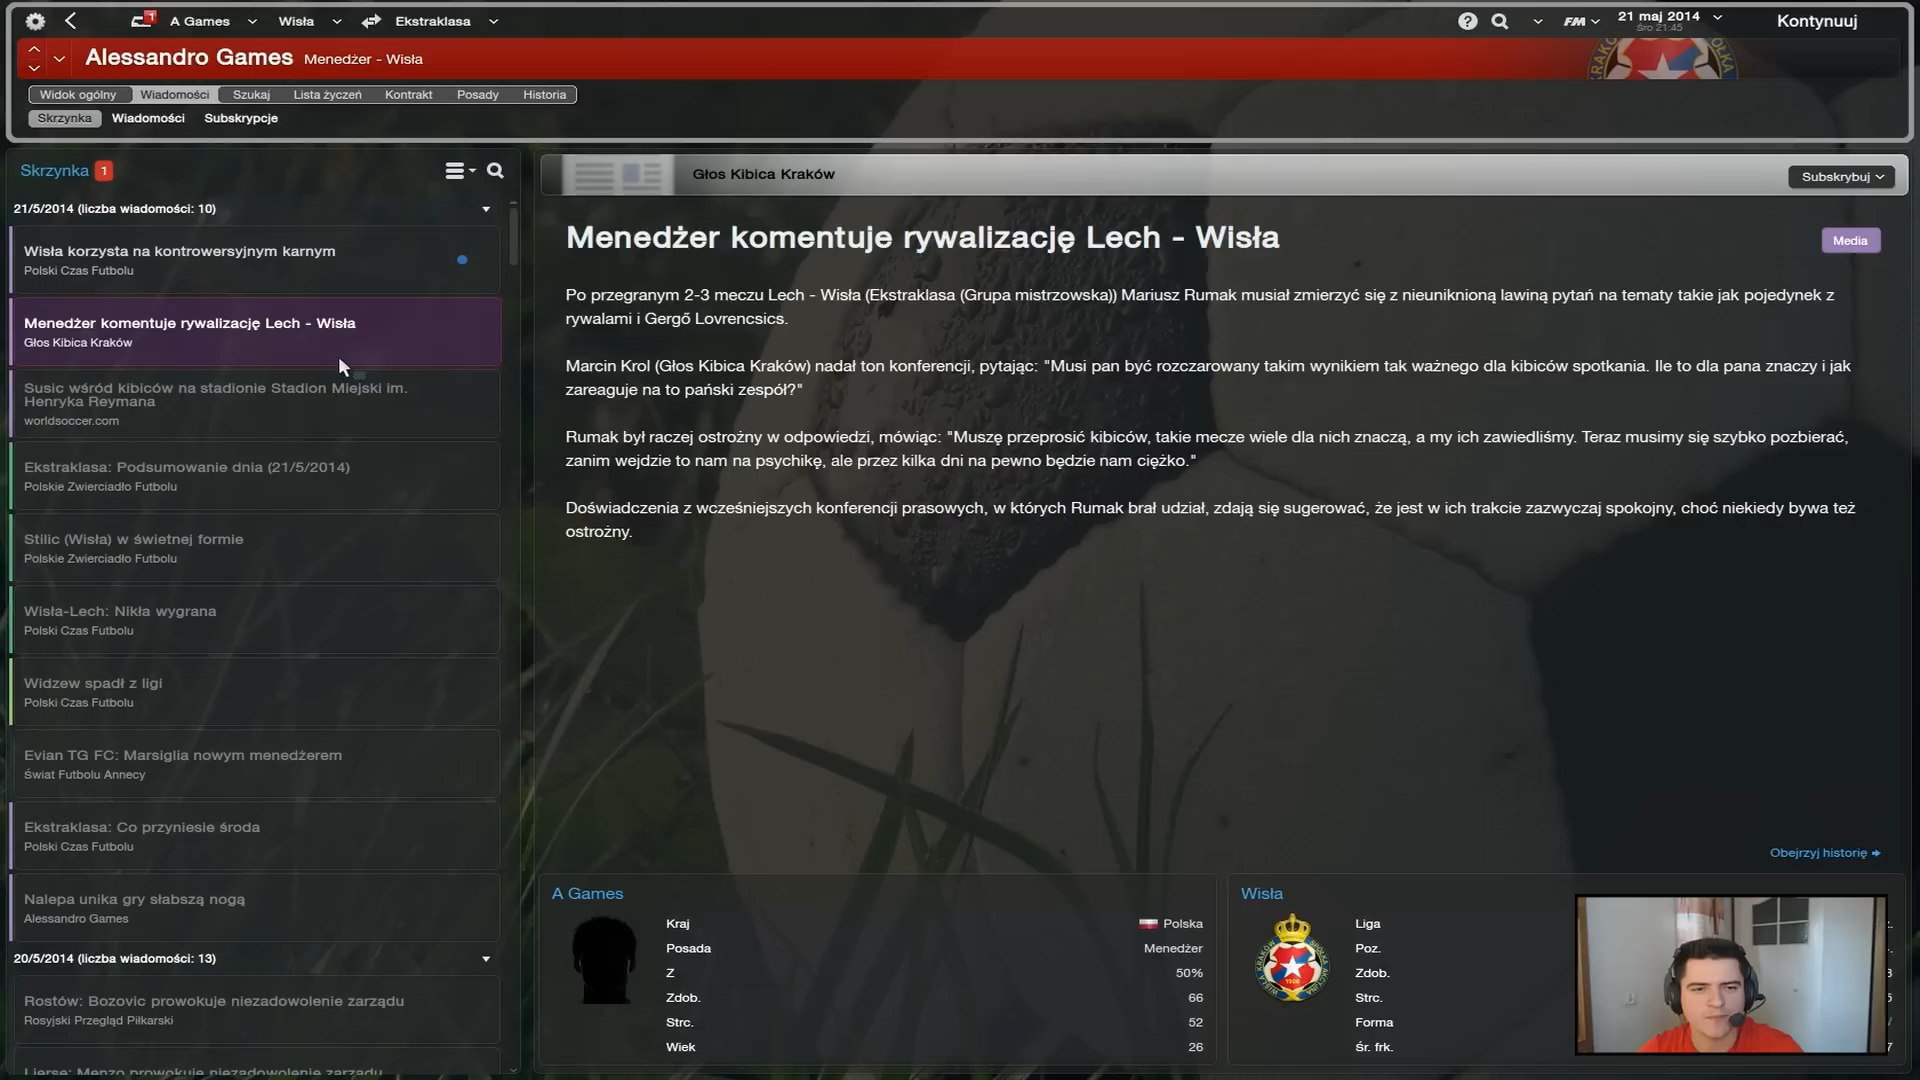 1 A Games Wisła Ekstraklasa FM 21 maj 2014 Kontynuuj
Śro 21:45
Alessandro Games Menedżer - Wisła
Widok ogólny Wiadomości Szukaj Lista życzeń Kontrakt Posady Historia
Skrzynka Wiadomości Subskrypcje
Skrzynka 1
21/5/2014 (liczba wiadomości: 10)
Wisła korzysta na kontrowersyjnym karnym
Polski Czas Futbolu
Menedżer komentuje rywalizację Lech - Wisła
Głos Kibica Kraków
Susic wśród kibiców na stadionie Stadion Miejski im.
Henryka Reymana
worldsoccer.com
Ekstraklasa: Podsumowanie dnia (21/5/2014)
Polskie Zwierciadło Futbolu
Stilic (Wisła) w świetnej formie
Polskie Zwierciadło Futbolu
Wisła-Lech: Nikła wygrana
Polski Czas Futbolu
Widzew spadł z ligi
Polski Czas Futbolu
Evian TG FC: Marsiglia nowym menedżerem
Świat Futbolu Annecy
Ekstraklasa: Co przyniesie środa
Polski Czas Futbolu
Nalepa unika gry słabszą nogą
Alessandro Games
20/5/2014 (liczba wiadomości: 13)
Rostów: Bozovic prowokuje niezadowolenie zarządu
Rosyjski Przegląd Piłkarski
Lierse: Menzo prowokuje niezadowolenie zarządu
Głos Kibica Kraków
Subskrybuj
Menedżer komentuje rywalizację Lech - Wisła
Media
Po przegranym 2-3 meczu Lech - Wisła (Ekstraklasa (Grupa mistrzowska)) Mariusz Rumak musiał zmierzyć się z nieuniknioną lawiną pytań na tematy takie jak pojedynek z
rywalami i Gergő Lovrencsics.
Marcin Krol (Głos Kibica Kraków) nadał ton konferencji, pytając: "Musi pan być rozczarowany takim wynikiem tak ważnego dla kibiców spotkania. Ile to dla pana znaczy i jak
zareaguje na to pański zespół?"
Rumak był raczej ostrożny w odpowiedzi, mówiąc: "Muszę przeprosić kibiców, takie mecze wiele dla nich znaczą, a my ich zawiedliśmy. Teraz musimy się szybko pozbierać,
zanim wejdzie to nam na psychikę, ale przez kilka dni na pewno będzie nam ciężko."
Doświadczenia z wcześniejszych konferencji prasowych, w których Rumak brał udział, zdają się sugerować, że jest w ich trakcie zazwyczaj spokojny, choć niekiedy bywa też
ostrożny.
Obejrzyj historię
A Games
Kraj Polska
Posada Menedżer
Z 50%
Zdob. 66
Strc. 52
Wiek 26
Wisła
Liga
Poz.
Zdob.
Strc.
Forma
Śr. frk.